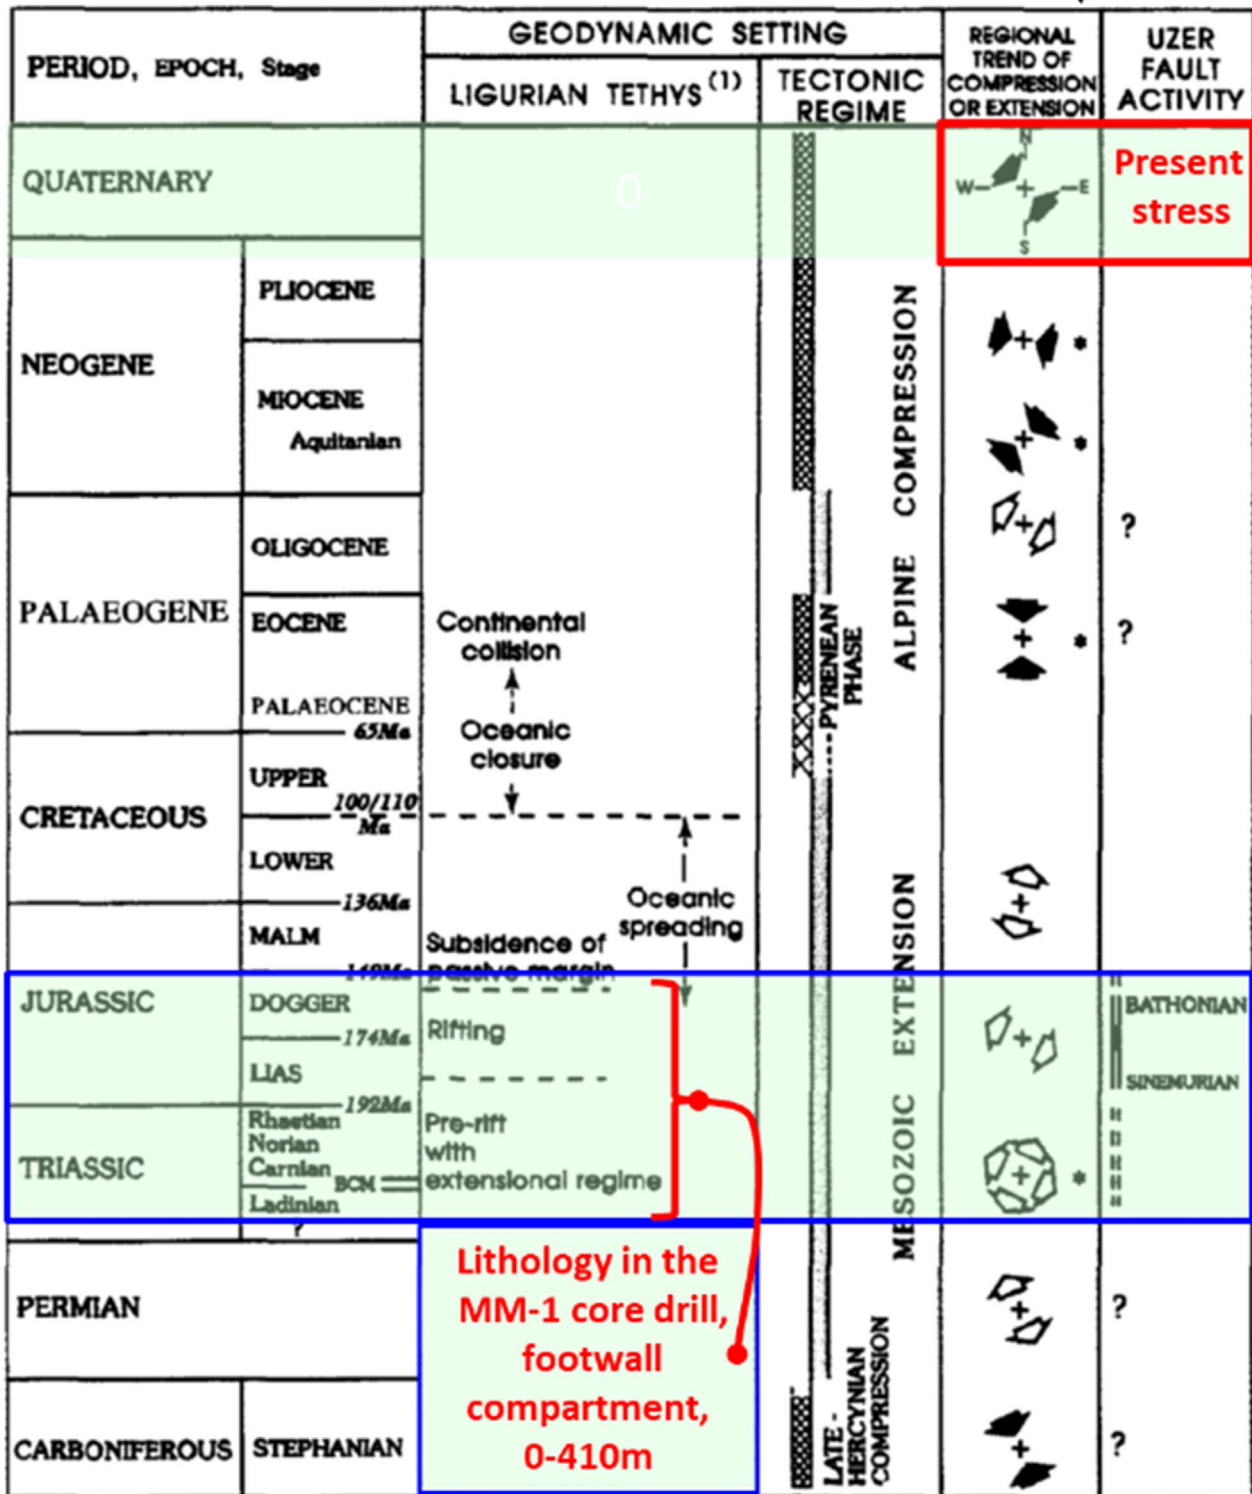 PERIOD, EPOCH, Stage
GEODYNAMIC SETTING
LIGURIAN TETHYS (1)
TECTONIC
REGIME
REGIONAL
TREND OF
COMPRESSION
OR EXTENSION
UZER
FAULT
ACTIVITY
QUATERNARY
0
N
W
E
S
Present
stress
NEOGENE
PLIOCENE
MIOCENE
Aquitanian
*
*
ALPINE COMPRESSION
PALAEOGENE
OLIGOCENE
?
EOCENE
Continental
collision
PYRENEAN
PHASE
*
?
PALAEOCENE
65Ma
Oceanic
closure
CRETACEOUS
UPPER
100/110
Ma
LOWER
136Ma
Oceanic
spreading
MESOZOIC EXTENSION
MALM
149Ma
Subsidence of
passive margin
JURASSIC
DOGGER
174Ma
Rifting
BATHONIAN
LIAS
SINEMURIAN
192Ma
TRIASSIC
Rhaetian
Norian
Carnian
BCM
Ladinian
?
Pre-rift
with
extensional regime
*
PERMIAN
Lithology in the
MM-1 core drill,
footwall
compartment,
0-410m
?
CARBONIFEROUS
STEPHANIAN
LATE -
HERCYNIAN
COMPRESSION
?